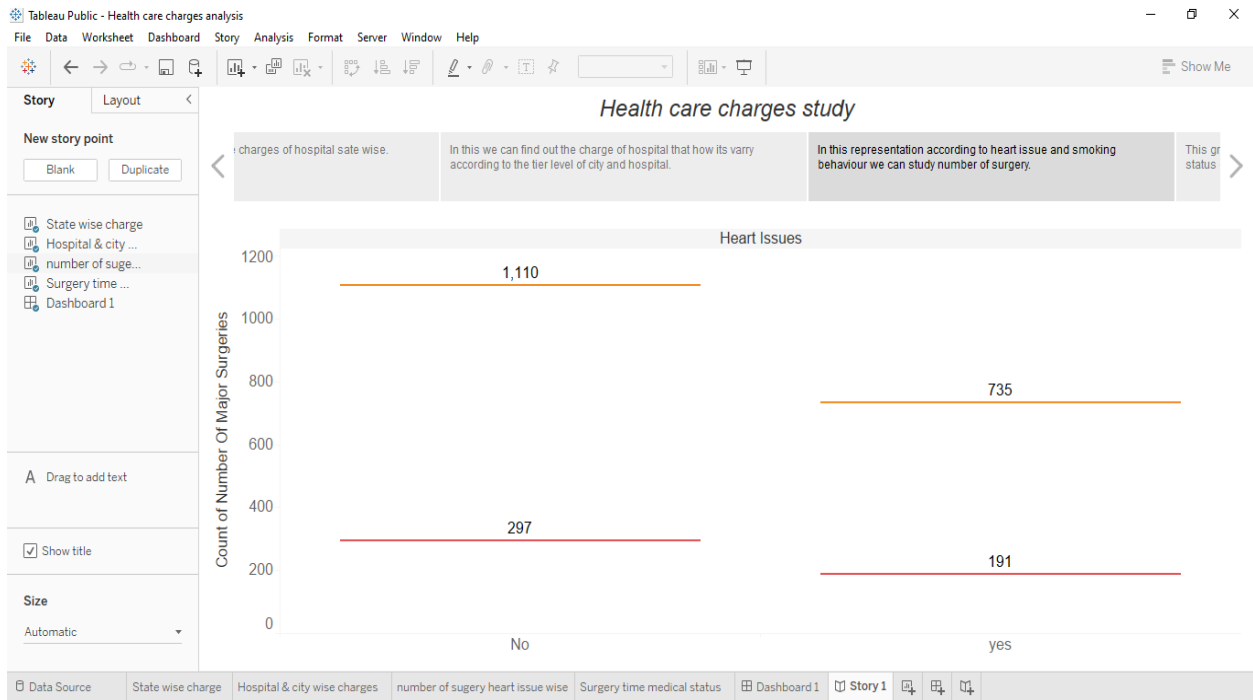 Tableau Public - Health care charges analysis
File Data Worksheet Dashboard Story Analysis Format Server Window Help
Show Me
Story Layout
New story point
Blank Duplicate
State wise charge
Hospital & city ...
number of suge...
Surgery time ...
Dashboard 1
A Drag to add text
Show title
Size
Automatic
Health care charges study
charges of hospital sate wise.
In this we can find out the charge of hospital that how its varry
according to the tier level of city and hospital.
In this representation according to heart issue and smoking
behaviour we can study number of surgery.
This gr
status
Heart Issues
Count of Number Of Major Surgeries
1200
1000
800
600
400
200
0
1,110
735
297
191
No yes
Data Source State wise charge Hospital & city wise charges number of sugery heart issue wise Surgery time medical status Dashboard 1 Story 1